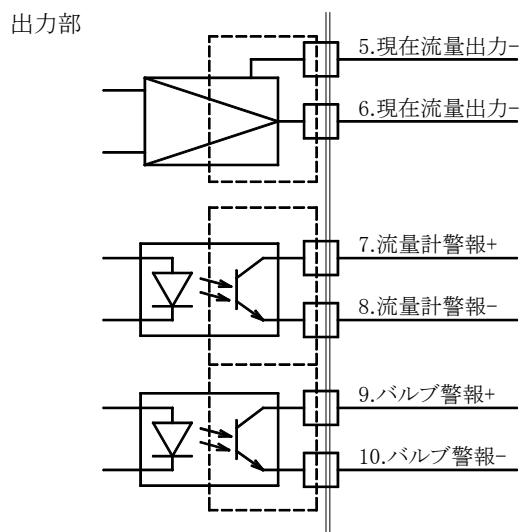 出力部
5.現在流量出力−
6.現在流量出力−
7.流量計警報+
8.流量計警報−
9.バルブ警報+
10.バルブ警報−